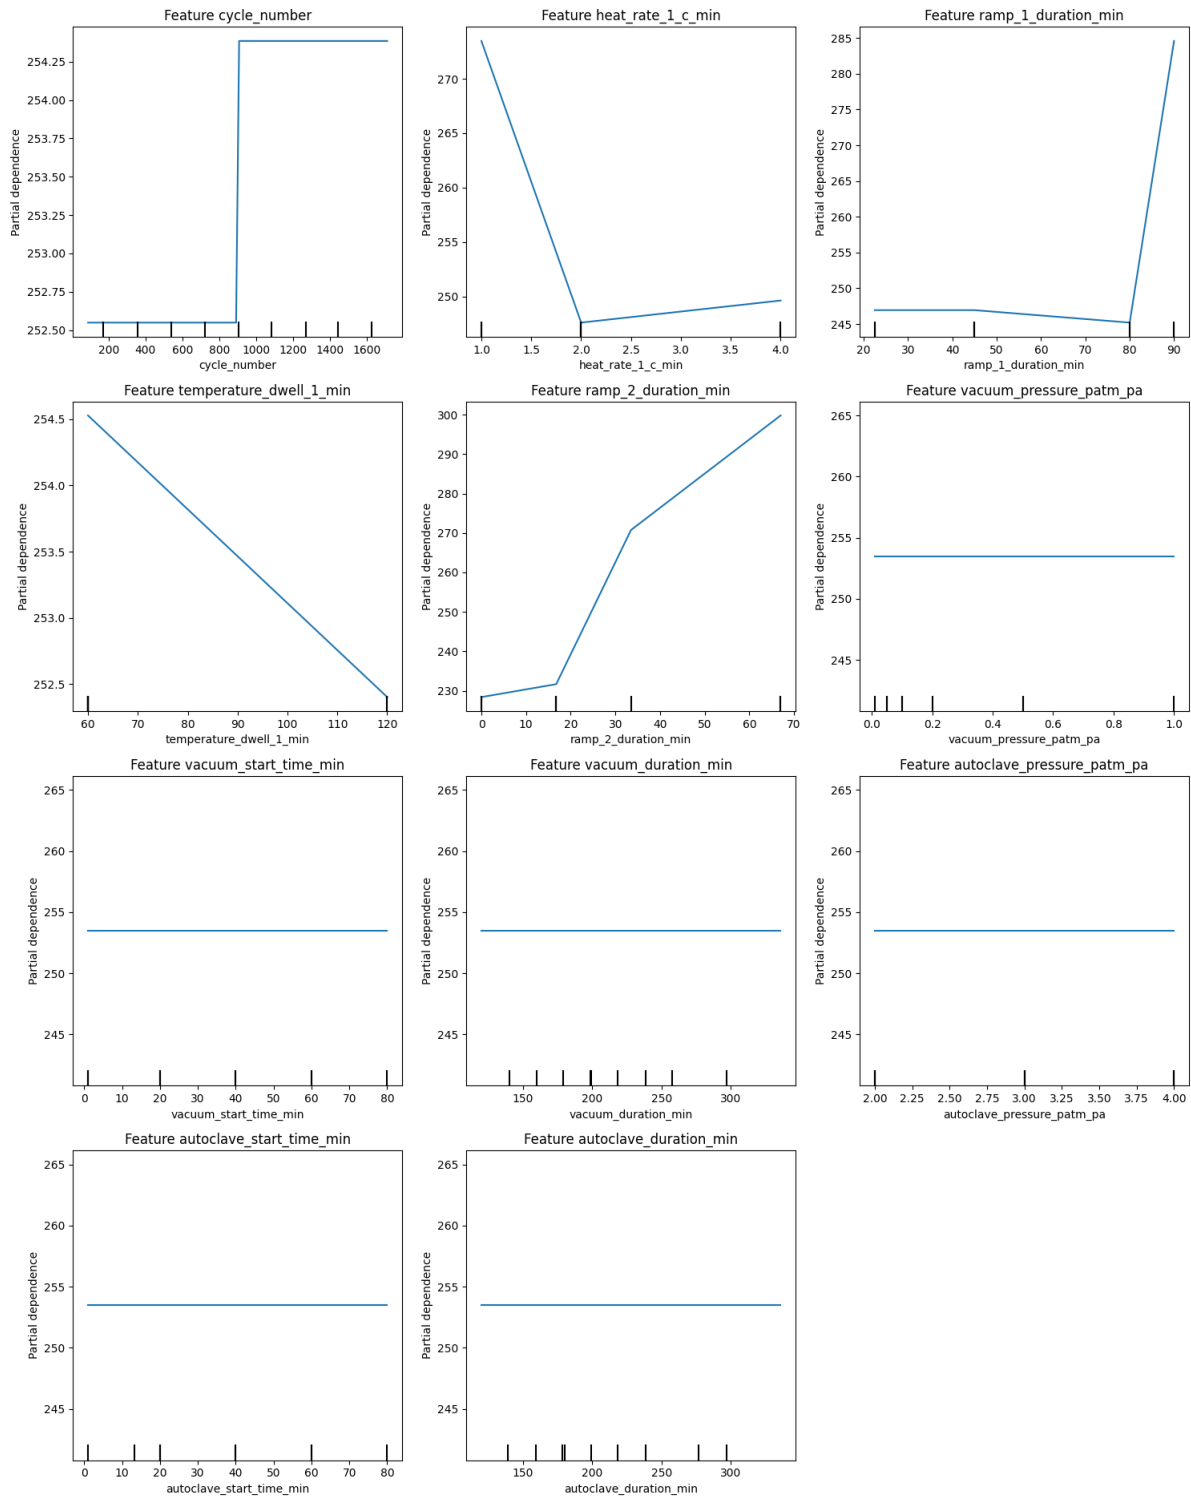 Feature cycle_number
Partial dependence
254.25
254.00
253.75
253.50
253.25
253.00
252.75
252.50
200 400 600 800 1000 1200 1400 1600
cycle_number
Feature heat_rate_1_c_min
Partial dependence
270
265
260
255
250
1.0 1.5 2.0 2.5 3.0 3.5 4.0
heat_rate_1_c_min
Feature ramp_1_duration_min
Partial dependence
285
280
275
270
265
260
255
250
245
20 30 40 50 60 70 80 90
ramp_1_duration_min
Feature temperature_dwell_1_min
Partial dependence
254.5
254.0
253.5
253.0
252.5
60 70 80 90 100 110 120
temperature_dwell_1_min
Feature ramp_2_duration_min
Partial dependence
300
290
280
270
260
250
240
230
0 10 20 30 40 50 60 70
ramp_2_duration_min
Feature vacuum_pressure_patm_pa
Partial dependence
265
260
255
250
245
0.0 0.2 0.4 0.6 0.8 1.0
vacuum_pressure_patm_pa
Feature vacuum_start_time_min
Partial dependence
265
260
255
250
245
0 10 20 30 40 50 60 70 80
vacuum_start_time_min
Feature vacuum_duration_min
Partial dependence
265
260
255
250
245
150 200 250 300
vacuum_duration_min
Feature autoclave_pressure_patm_pa
Partial dependence
265
260
255
250
245
2.00 2.25 2.50 2.75 3.00 3.25 3.50 3.75 4.00
autoclave_pressure_patm_pa
Feature autoclave_start_time_min
Partial dependence
265
260
255
250
245
0 10 20 30 40 50 60 70 80
autoclave_start_time_min
Feature autoclave_duration_min
Partial dependence
265
260
255
250
245
150 200 250 300
autoclave_duration_min